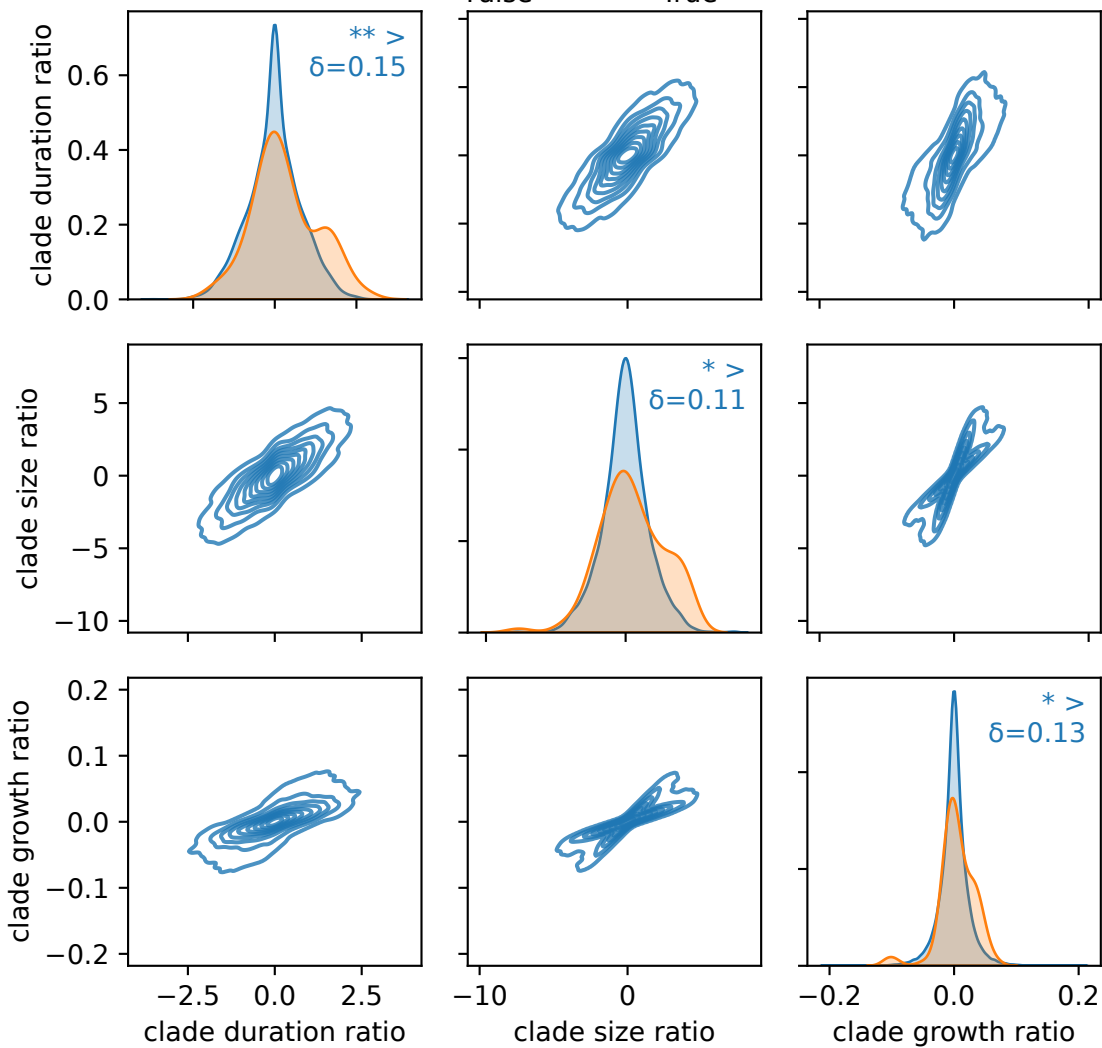 True
clade duration ratio
0.6
0.4
0.2
0.0
** >
δ=0.15
clade size ratio
5
0
−5
−10
* >
δ=0.11
clade growth ratio
0.2
0.1
0.0
−0.1
−0.2
* >
δ=0.13
−2.5
0.0
2.5
−10
0
−0.2
0.0
0.2
clade duration ratio
clade size ratio
clade growth ratio